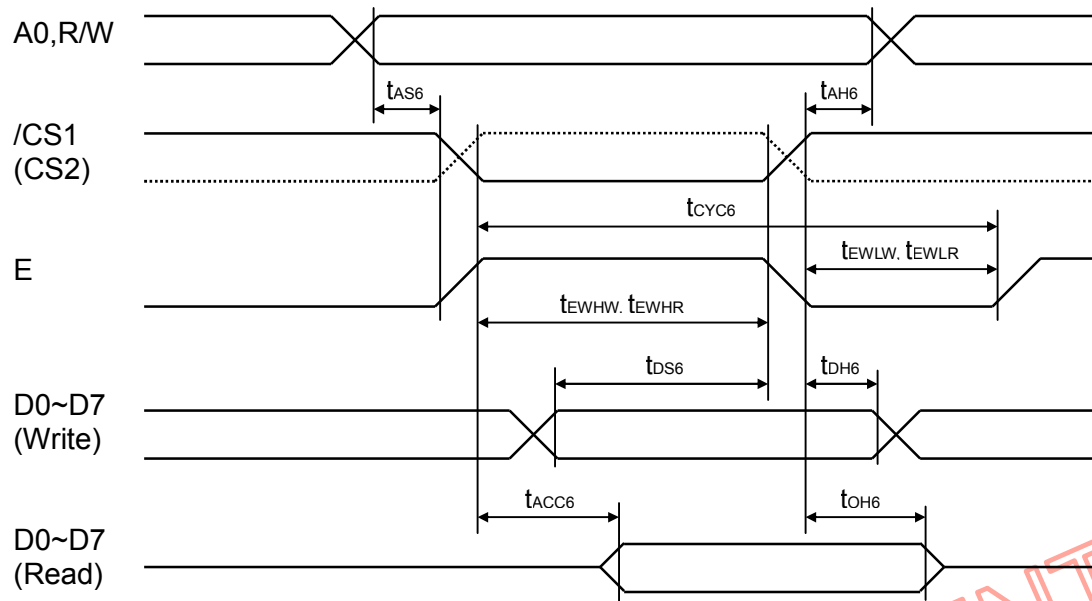 A0,R/W
tAS6
tAH6
/CS1
(CS2)
tCYC6
tEWLW, tEWLR
E
tEWHW. tEWHR
tDS6
tDH6
D0~D7
(Write)
tACC6
tOH6
D0~D7
(Read)